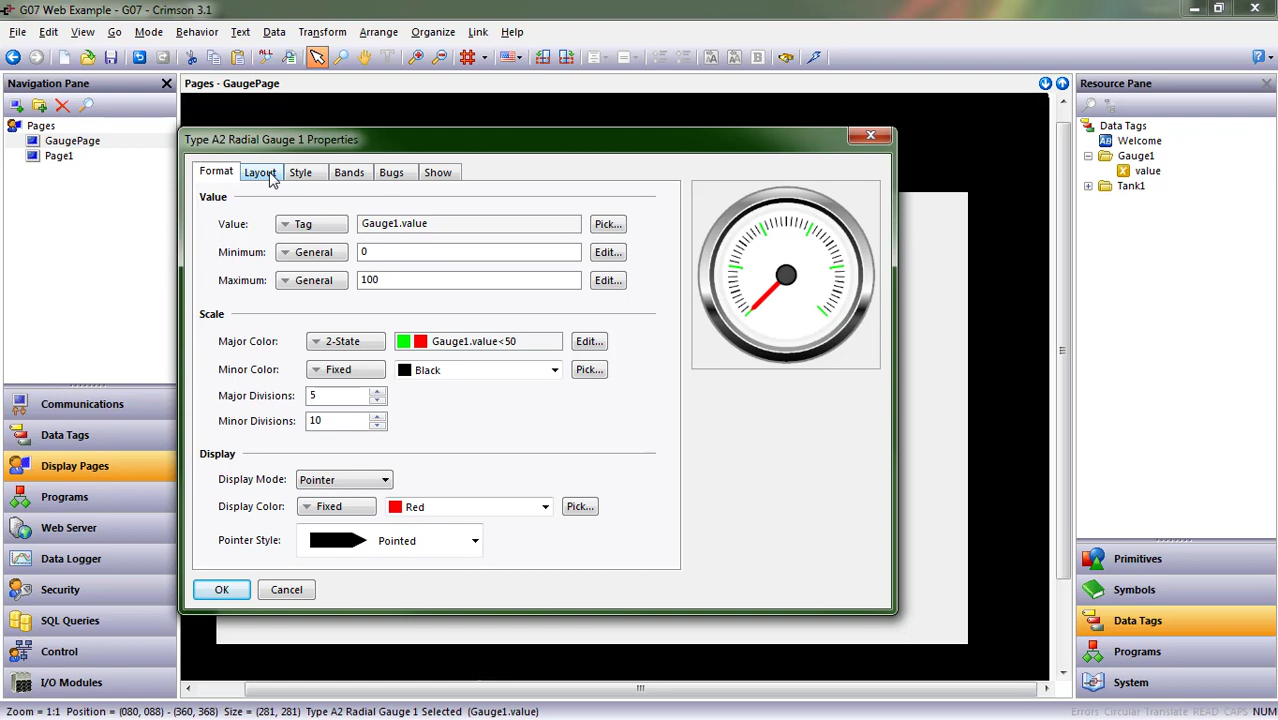 G07 Web Example - G07 - Crimson 3.1
File Edit View Go Mode Behavior Text Data Transform Arrange Organize Link Help
Navigation Pane
Pages
GaugePage
Page1
Communications
Data Tags
Display Pages
Programs
Web Server
Data Logger
Security
SQL Queries
Control
I/O Modules
Pages - GaugePage
Type A2 Radial Gauge 1 Properties
Format Layout Style Bands Bugs Show
Value
Value: Tag Gauge1.value Pick...
Minimum: General 0 Edit...
Maximum: General 100 Edit...
Scale
Major Color: 2-State Gauge1.value<50 Edit...
Minor Color: Fixed Black Pick...
Major Divisions: 5
Minor Divisions: 10
Display
Display Mode: Pointer
Display Color: Fixed Red Pick...
Pointer Style: Pointed
OK Cancel
Resource Pane
Data Tags
Welcome
Gauge1
value
Tank1
Primitives
Symbols
Data Tags
Programs
System
Zoom = 1:1 Position = (080, 088) - (360, 368) Size = (281, 281) Type A2 Radial Gauge 1 Selected (Gauge1.value) Errors Circular Translate READ CAPS NUM